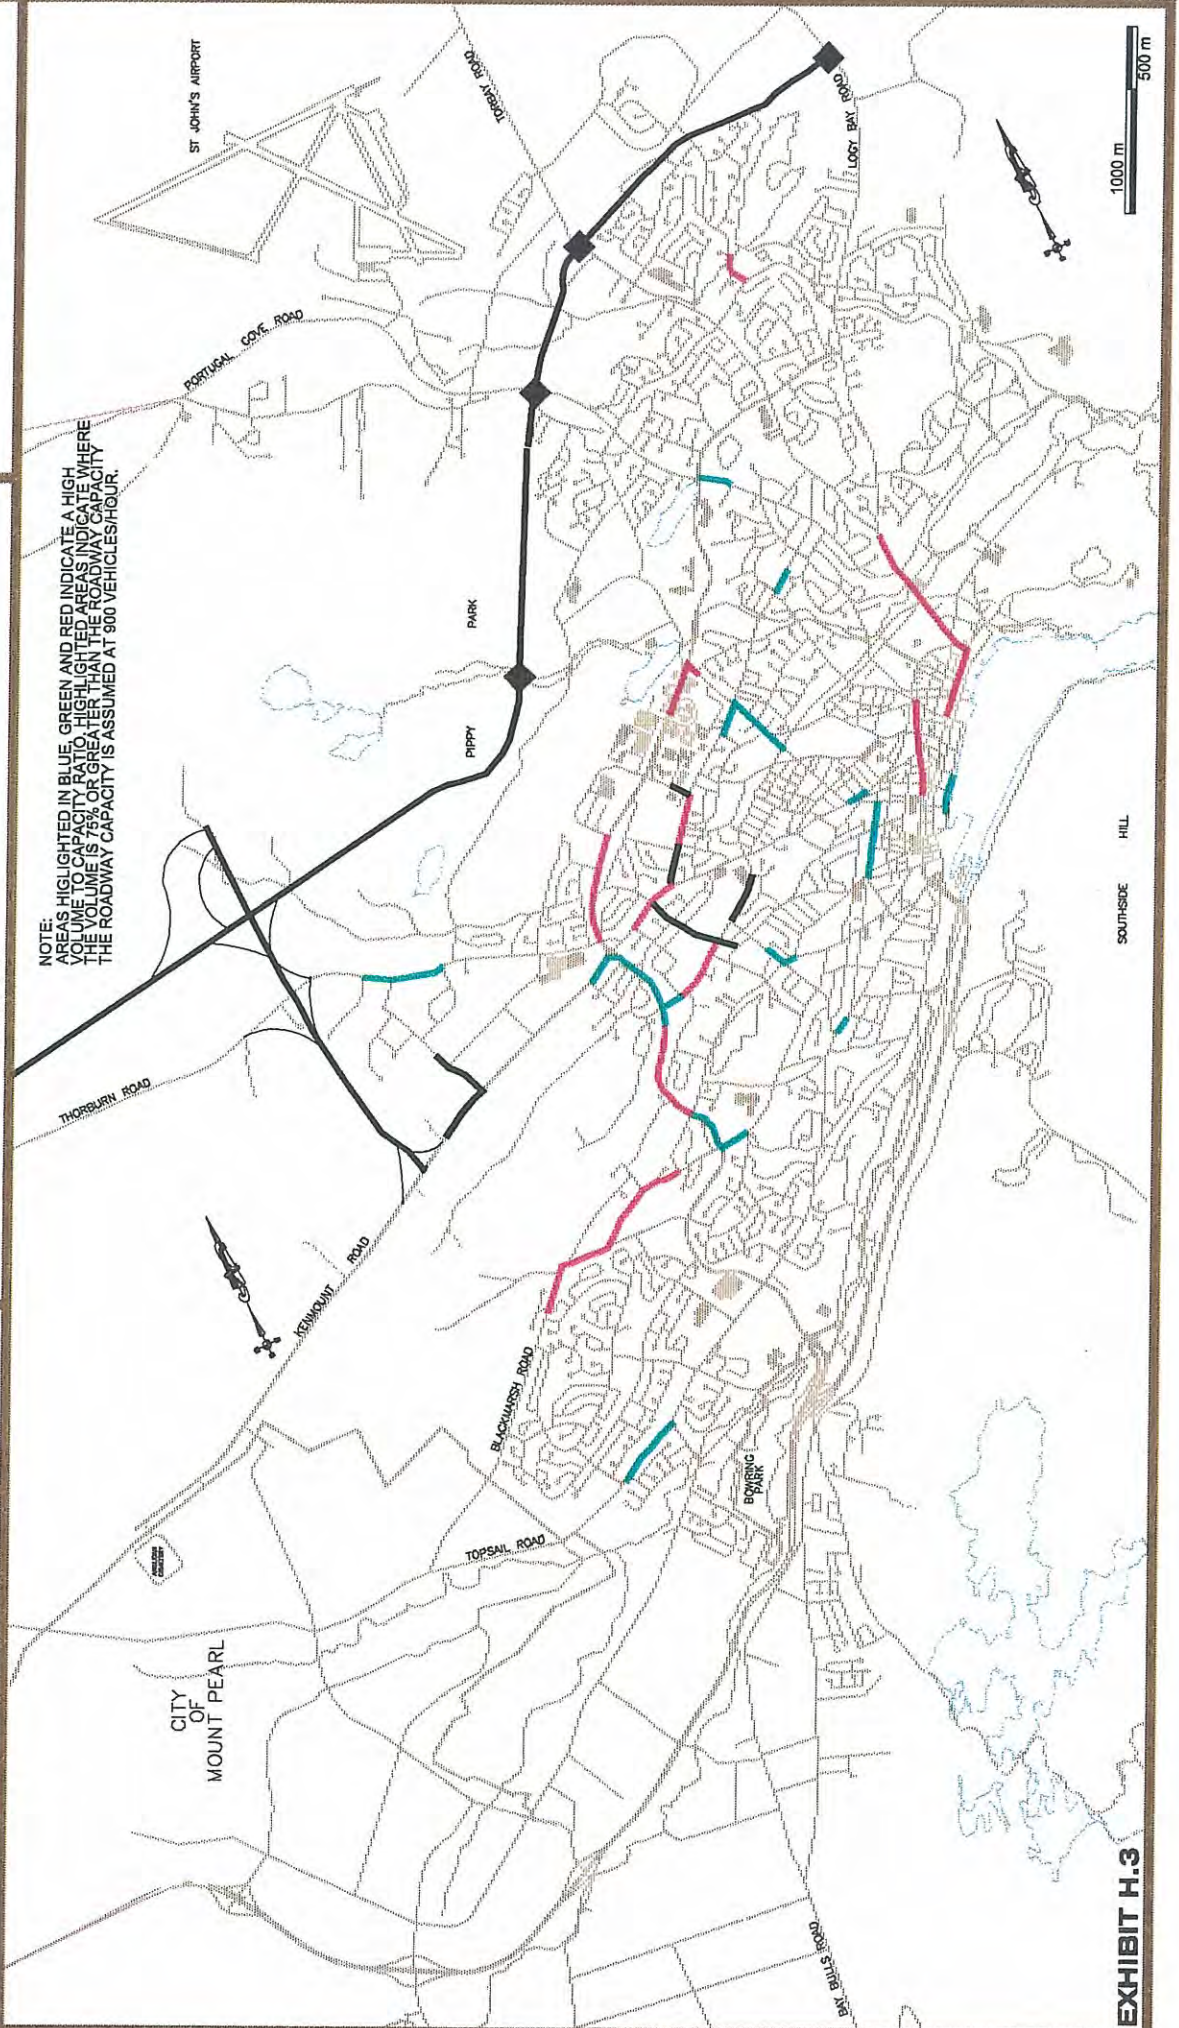 NOTE:
AREAS HIGLIGHTED IN BLUE, GREEN AND RED INDICATE A HIGH
VOLUME TO CAPACITY RATIO. HIGHLIGHTED AREAS INDICATE WHERE
THE VOLUME IS 75% OR GREATER THAN THE ROADWAY CAPACITY
THE ROADWAY CAPACITY IS ASSUMED AT 900 VEHICLES/HOUR.
ST JOHN'S AIRPORT
TORBAY ROAD
LOGY BAY ROAD
PORTUGAL COVE ROAD
PIPPY PARK
THORBURN ROAD
KENMOUNT ROAD
BLACKMARSH ROAD
TOPSAIL ROAD
BOWRING
PARK
CITY
OF
MOUNT PEARL
SOUTHSIDE HILL
BAY BULLS ROAD
1000 m
500 m
EXHIBIT H.3